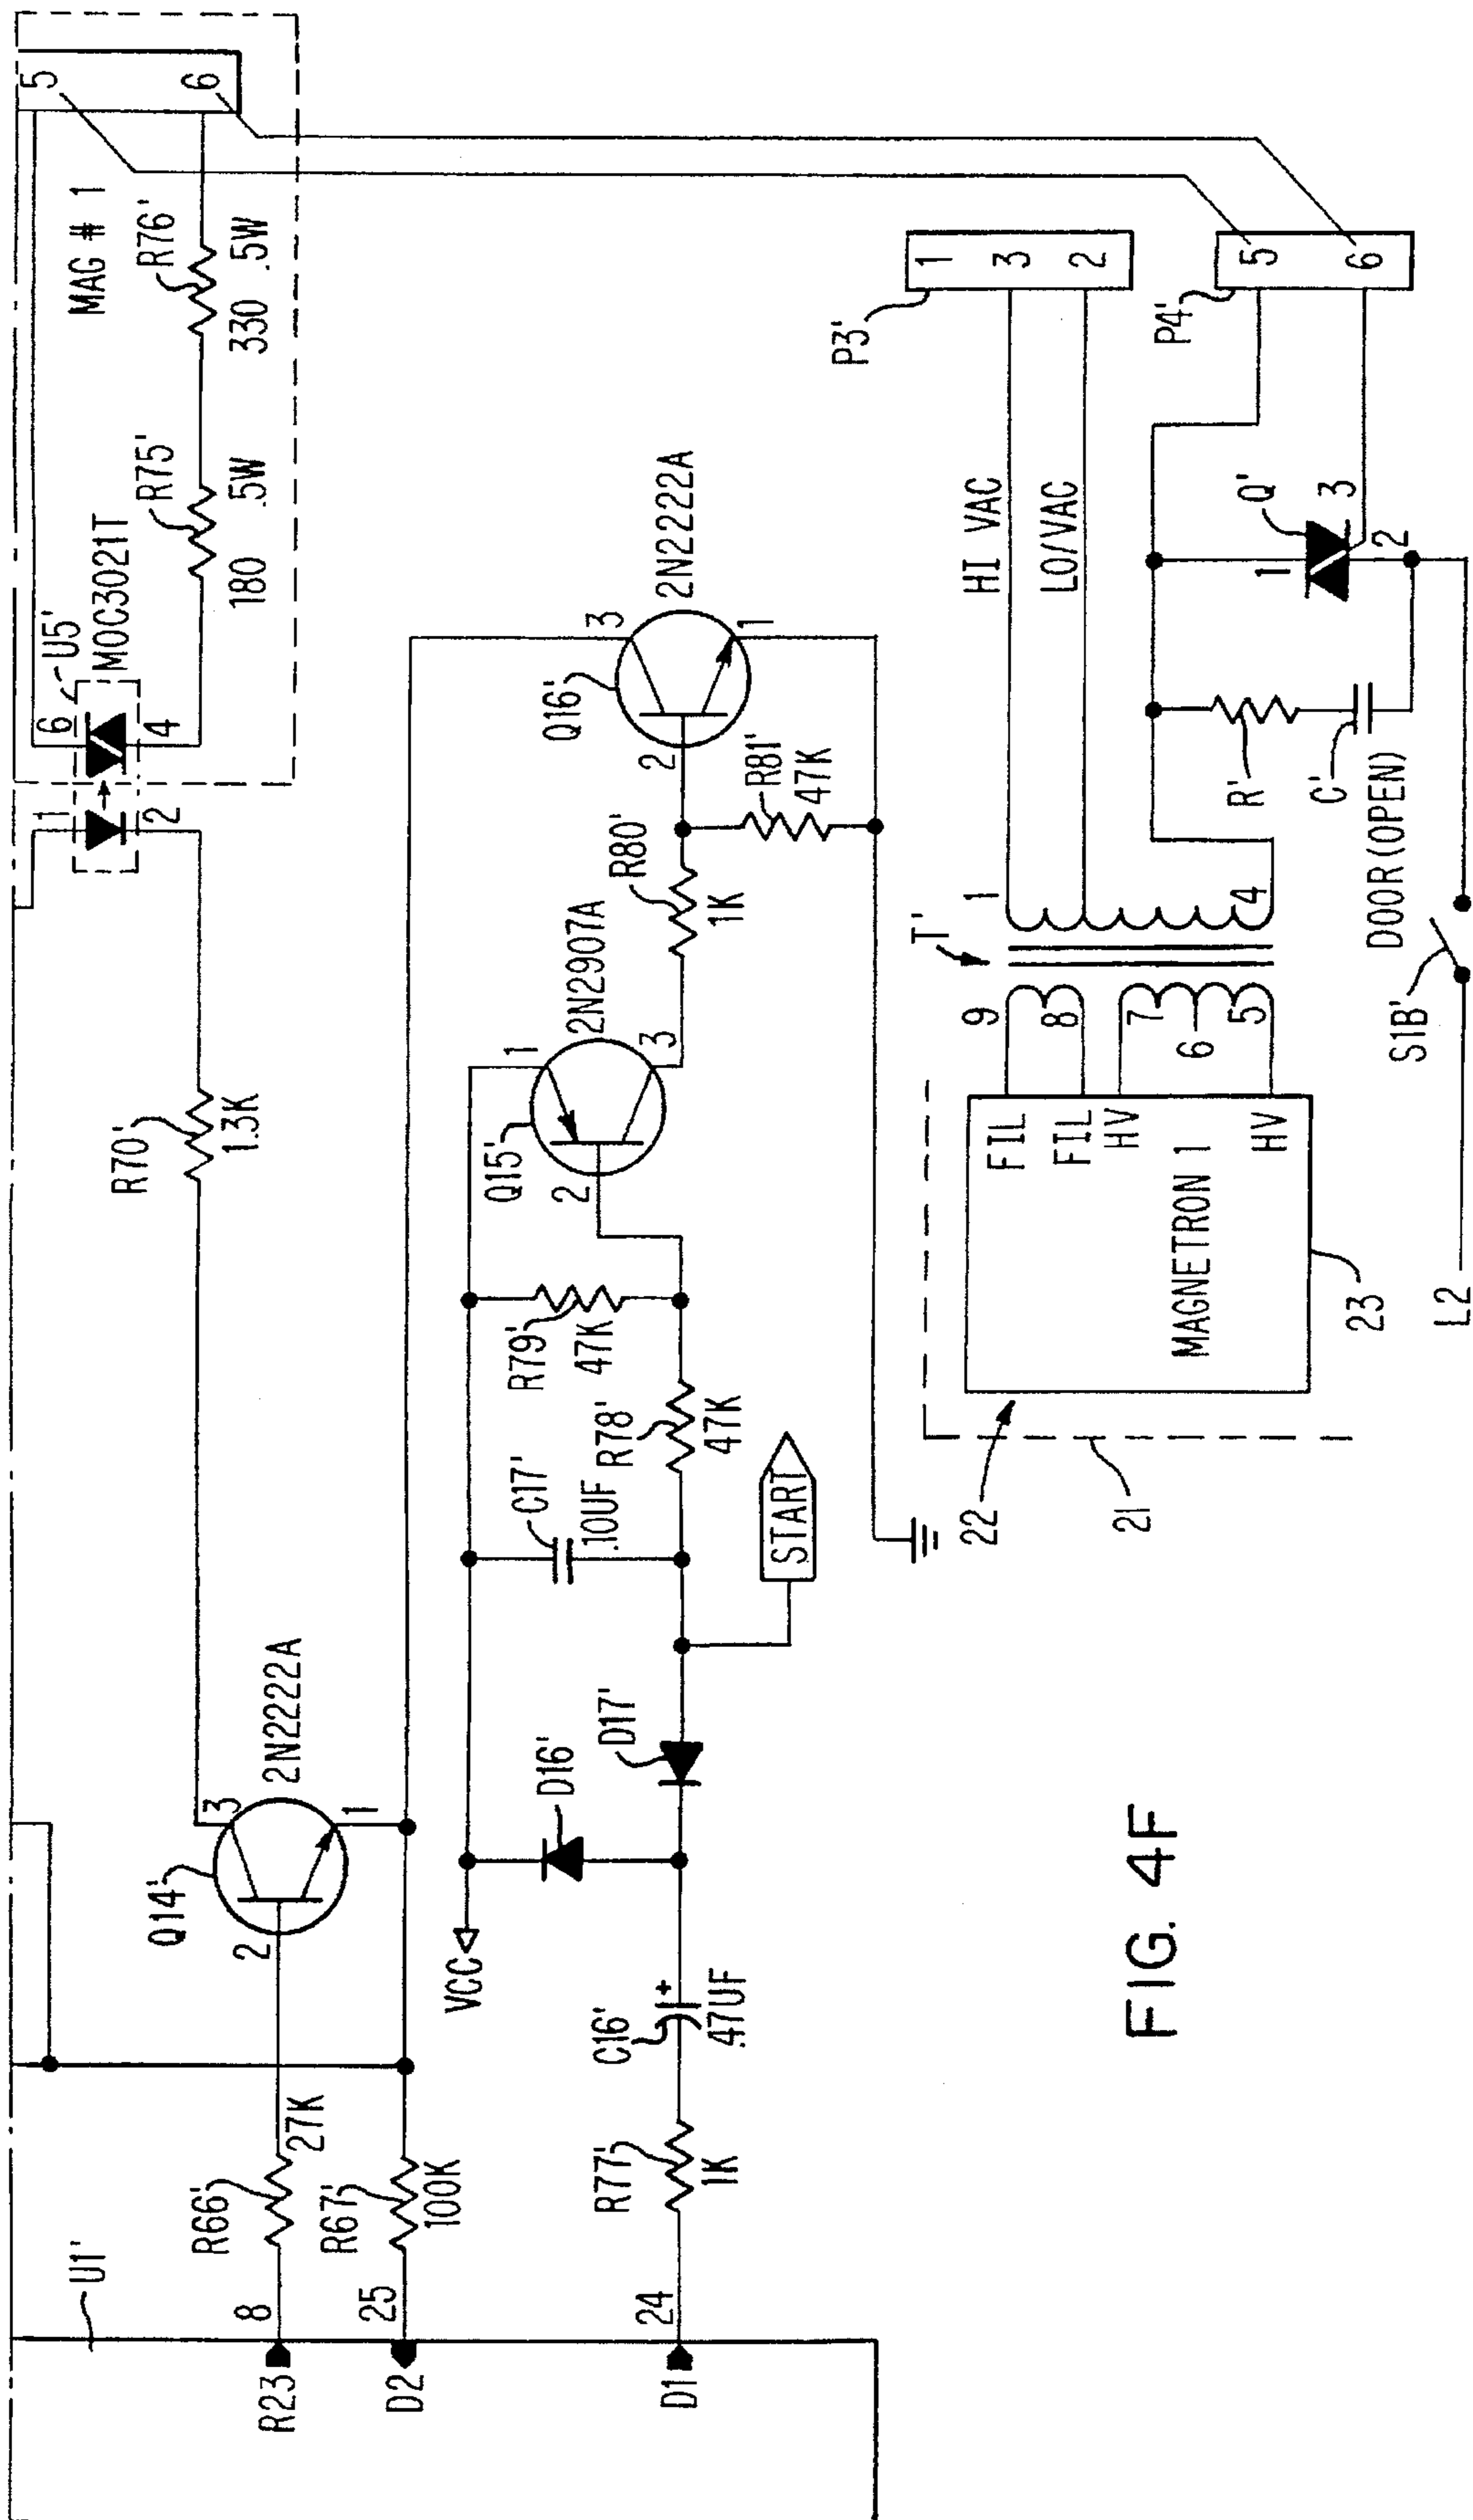 5
6
MAG # 1
R76'
330 .5W
R75'
180 .5W
U5'
MOC3021T
6
4
1
2
R70'
1.3K
Q14'
2N2222A
3
2
1
R66'
27K
R67'
100K
U1'
8
25
24
R23
D2
D1
R77'
1K
C16'
+
.47UF
VCC
D16'
D17'
START
C17'
.10UF
R78'
47K
R79'
47K
Q15'
2N2907A
1
2
3
R80'
1K
R81'
47K
Q16'
2N2222A
3
2
1
P3'
1
3
2
HI VAC
LO/VAC
P4'
5
6
Q'
1
3
2
R'
C'
DOOR(OPEN)
S1B'
L2
T'
1
4
9
8
7
6
5
FIL
FIL
HV
HV
MAGNETRON 1
22
21
23
FIG. 4F